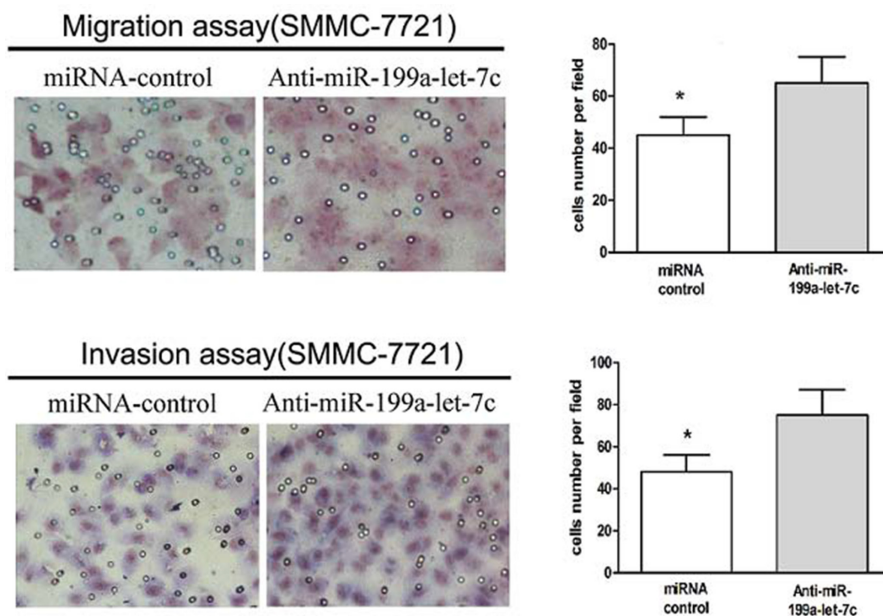 Migration assay(SMMC-7721)
miRNA-control Anti-miR-199a-let-7c
cells number per field
80
60
40
20
0
*
miRNA
control
Anti-miR-
199a-let-7c
Invasion assay(SMMC-7721)
miRNA-control Anti-miR-199a-let-7c
cells number per field
100
80
60
40
20
0
*
miRNA
control
Anti-miR-
199a-let-7c